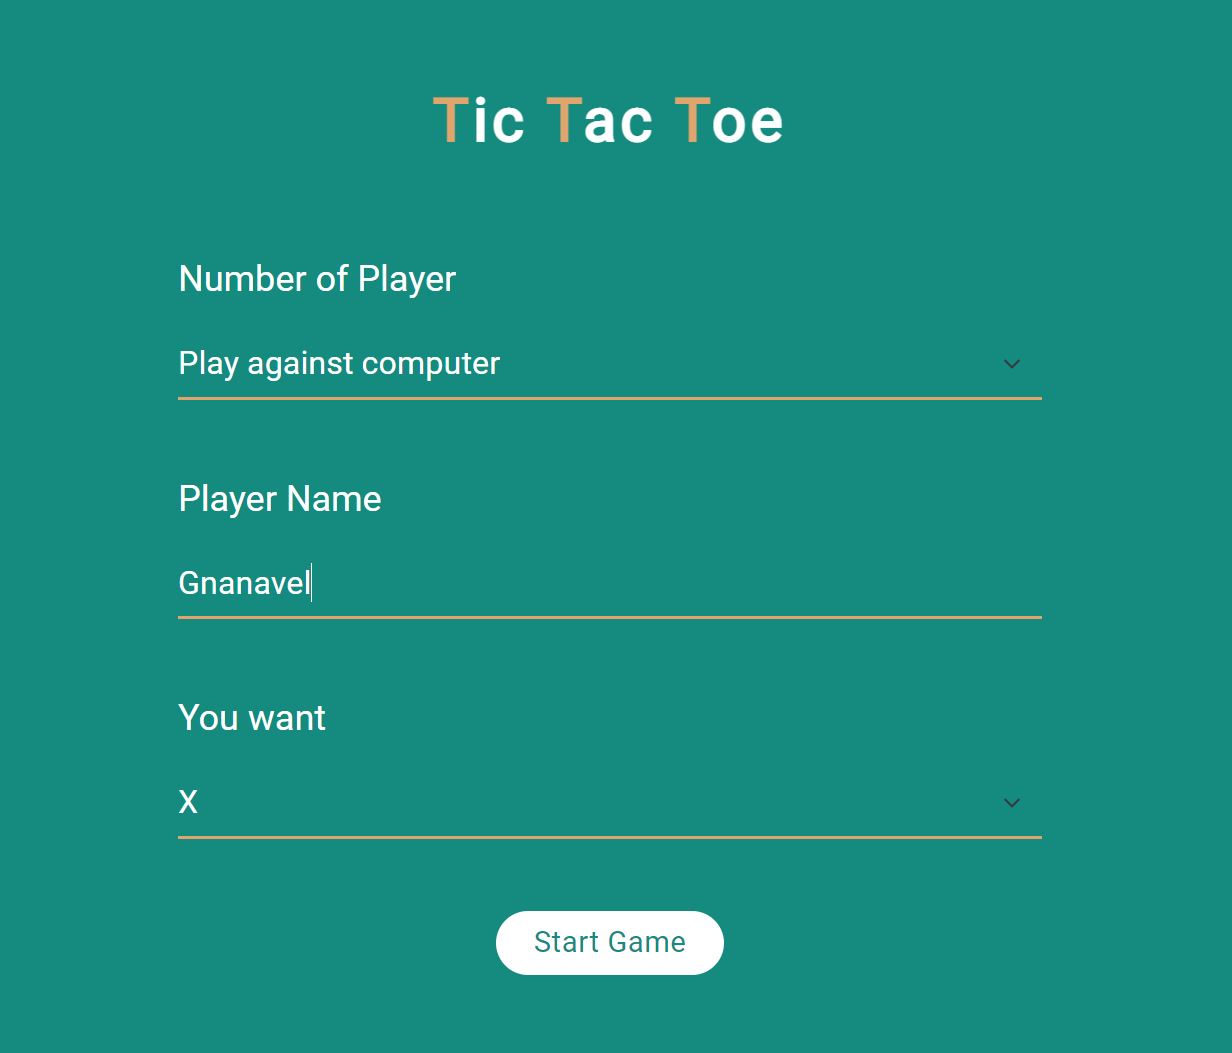 Tic Tac Toe
Number of Player
Play against computer
Player Name
Gnanavel
You want
X
Start Game